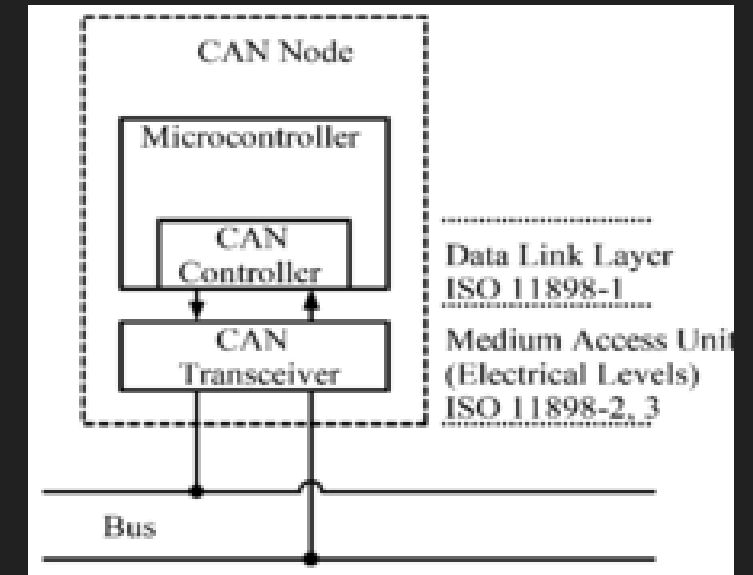 CAN Node
Microcontroller
CAN
Controller
Data Link Layer
ISO 11898-1
CAN
Transceiver
Medium Access Unit
(Electrical Levels)
ISO 11898-2, 3
Bus